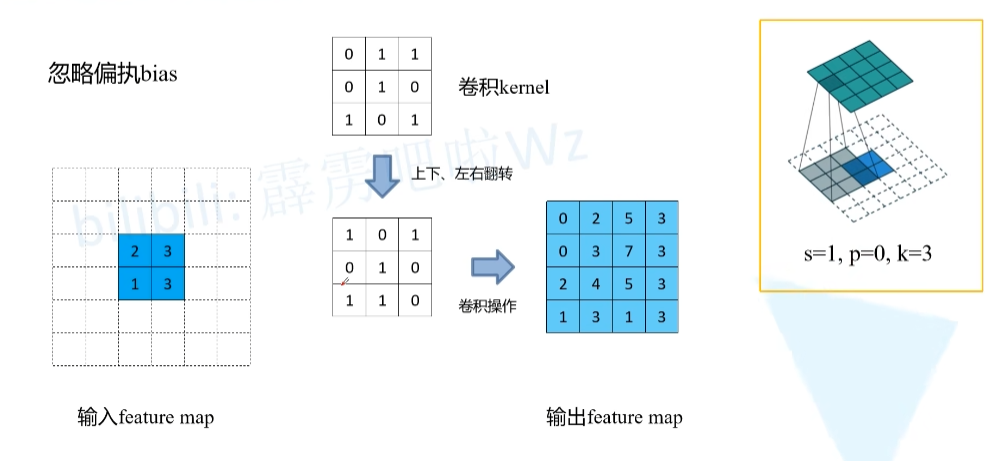 忽略偏执bias
0 1 1
0 1 0
1 0 1
卷积kernel
上下、左右翻转
bilibili: 霹雳吧啦Wz
2 3
1 3
1 0 1
0 1 0
1 1 0
卷积操作
0 2 5 3
0 3 7 3
2 4 5 3
1 3 1 3
s=1, p=0, k=3
输入feature map
输出feature map